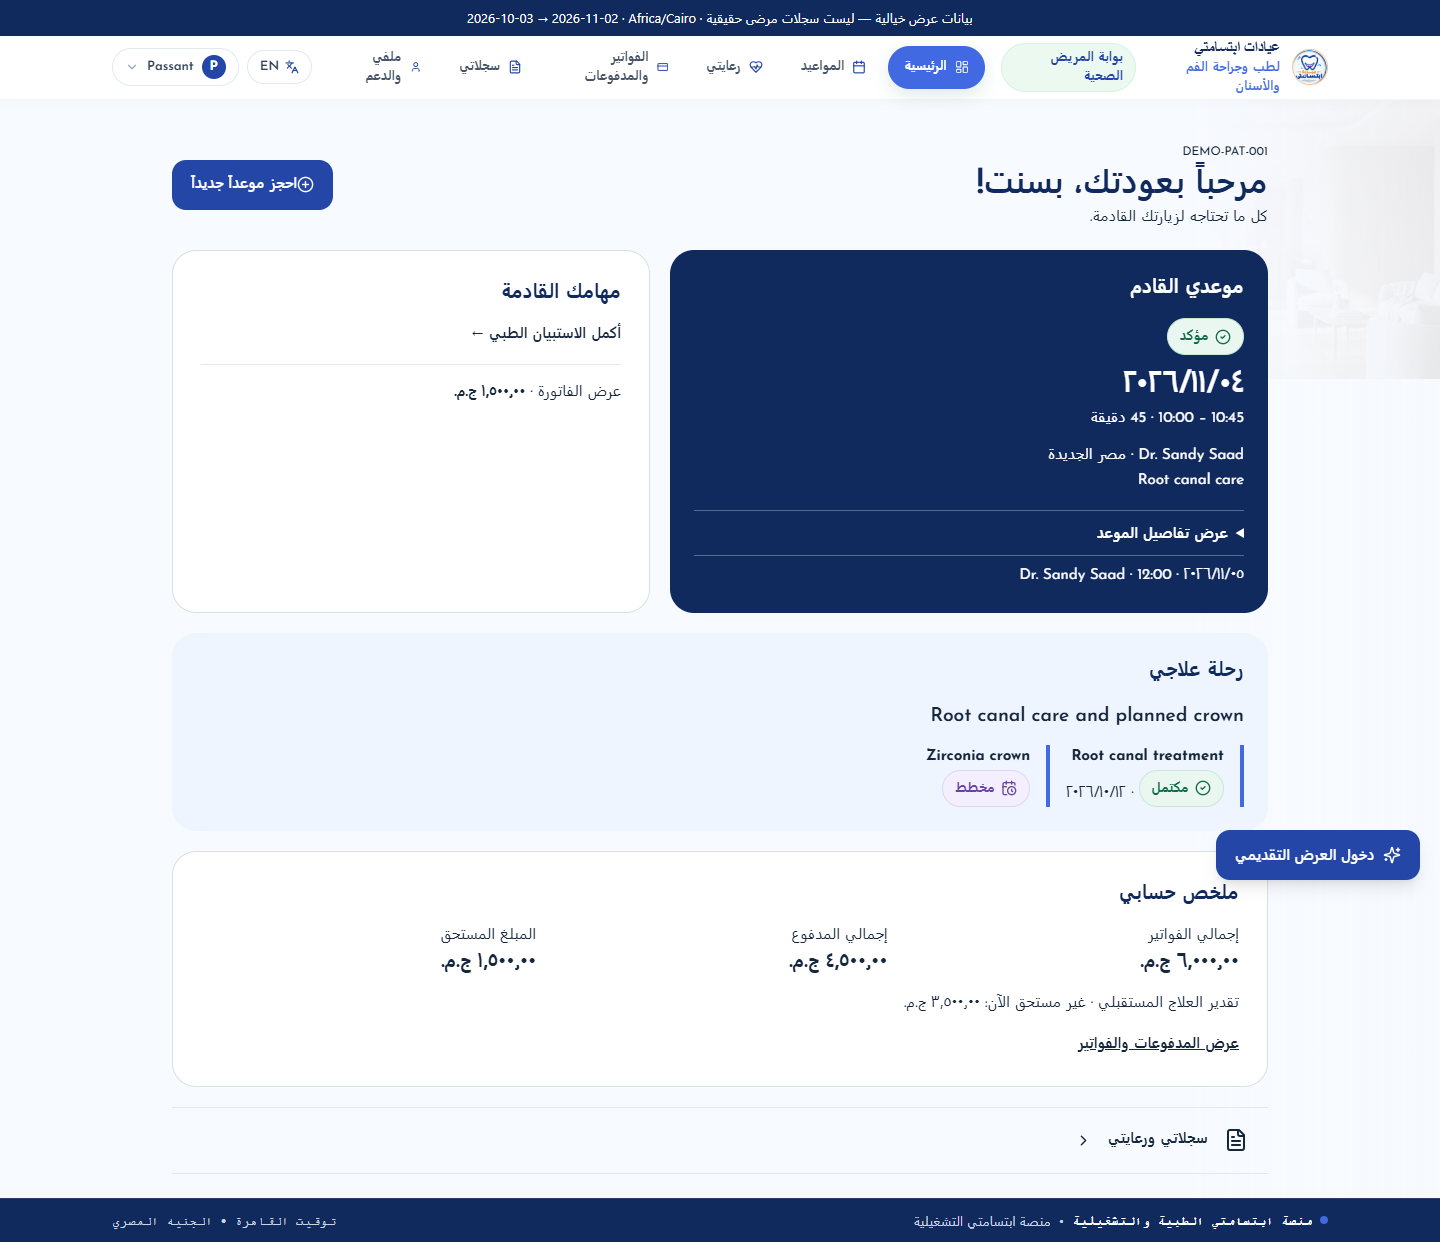 بيانات عرض خيالية — ليست سجلات مرضى حقيقية · Africa/Cairo · 2026-10-03 → 2026-11-02
عيادات ابتسامتي
لطب وجراحة الفم
والأسنان
بوابة المريض
الصحية
الرئيسية
المواعيد
رعايتي
الفواتير
والمدفوعات
سجلاتي
ملفي
والدعم
EN
P Passant
DEMO-PAT-001
مرحباً بعودتك، بسنت!
كل ما تحتاجه لزيارتك القادمة.
احجز موعداً جديداً
موعدي القادم
مؤكد
٢٠٢٦/١١/٠٤
10:00 – 10:45 · 45 دقيقة
Dr. Sandy Saad · مصر الجديدة
Root canal care
عرض تفاصيل الموعد
٢٠٢٦/١١/٠٥ · 12:00 · Dr. Sandy Saad
مهامك القادمة
أكمل الاستبيان الطبي ←
عرض الفاتورة · ١٬٥٠٠٫٠٠ ج.م.
رحلة علاجي
Root canal care and planned crown
Root canal treatment
مكتمل · ٢٠٢٦/١٠/١٢
Zirconia crown
مخطط
دخول العرض التقديمي
ملخص حسابي
إجمالي الفواتير
٦٬٠٠٠٫٠٠ ج.م.
إجمالي المدفوع
٤٬٥٠٠٫٠٠ ج.م.
المبلغ المستحق
١٬٥٠٠٫٠٠ ج.م.
تقدير العلاج المستقبلي · غير مستحق الآن: ٣٬٥٠٠٫٠٠ ج.م.
عرض المدفوعات والفواتير
سجلاتي ورعايتي
منصة ابتسامتي الطبية والتشغيلية • منصة ابتسامتي التشغيلية
توقيت القاهرة • الجنيه المصري